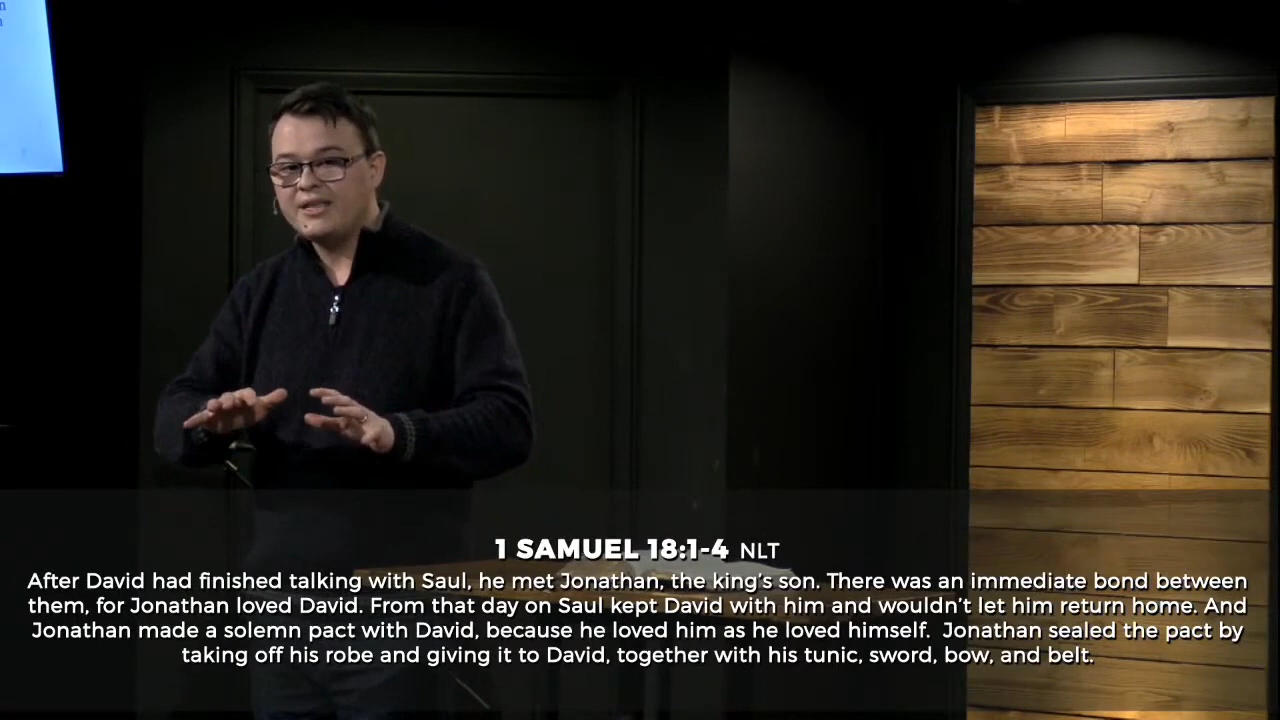 1 SAMUEL 18:1-4 NLT
After David had finished talking with Saul, he met Jonathan, the king's son. There was an immediate bond between
them, for Jonathan loved David. From that day on Saul kept David with him and wouldn't let him return home. And
Jonathan made a solemn pact with David, because he loved him as he loved himself.  Jonathan sealed the pact by
taking off his robe and giving it to David, together with his tunic, sword, bow, and belt.